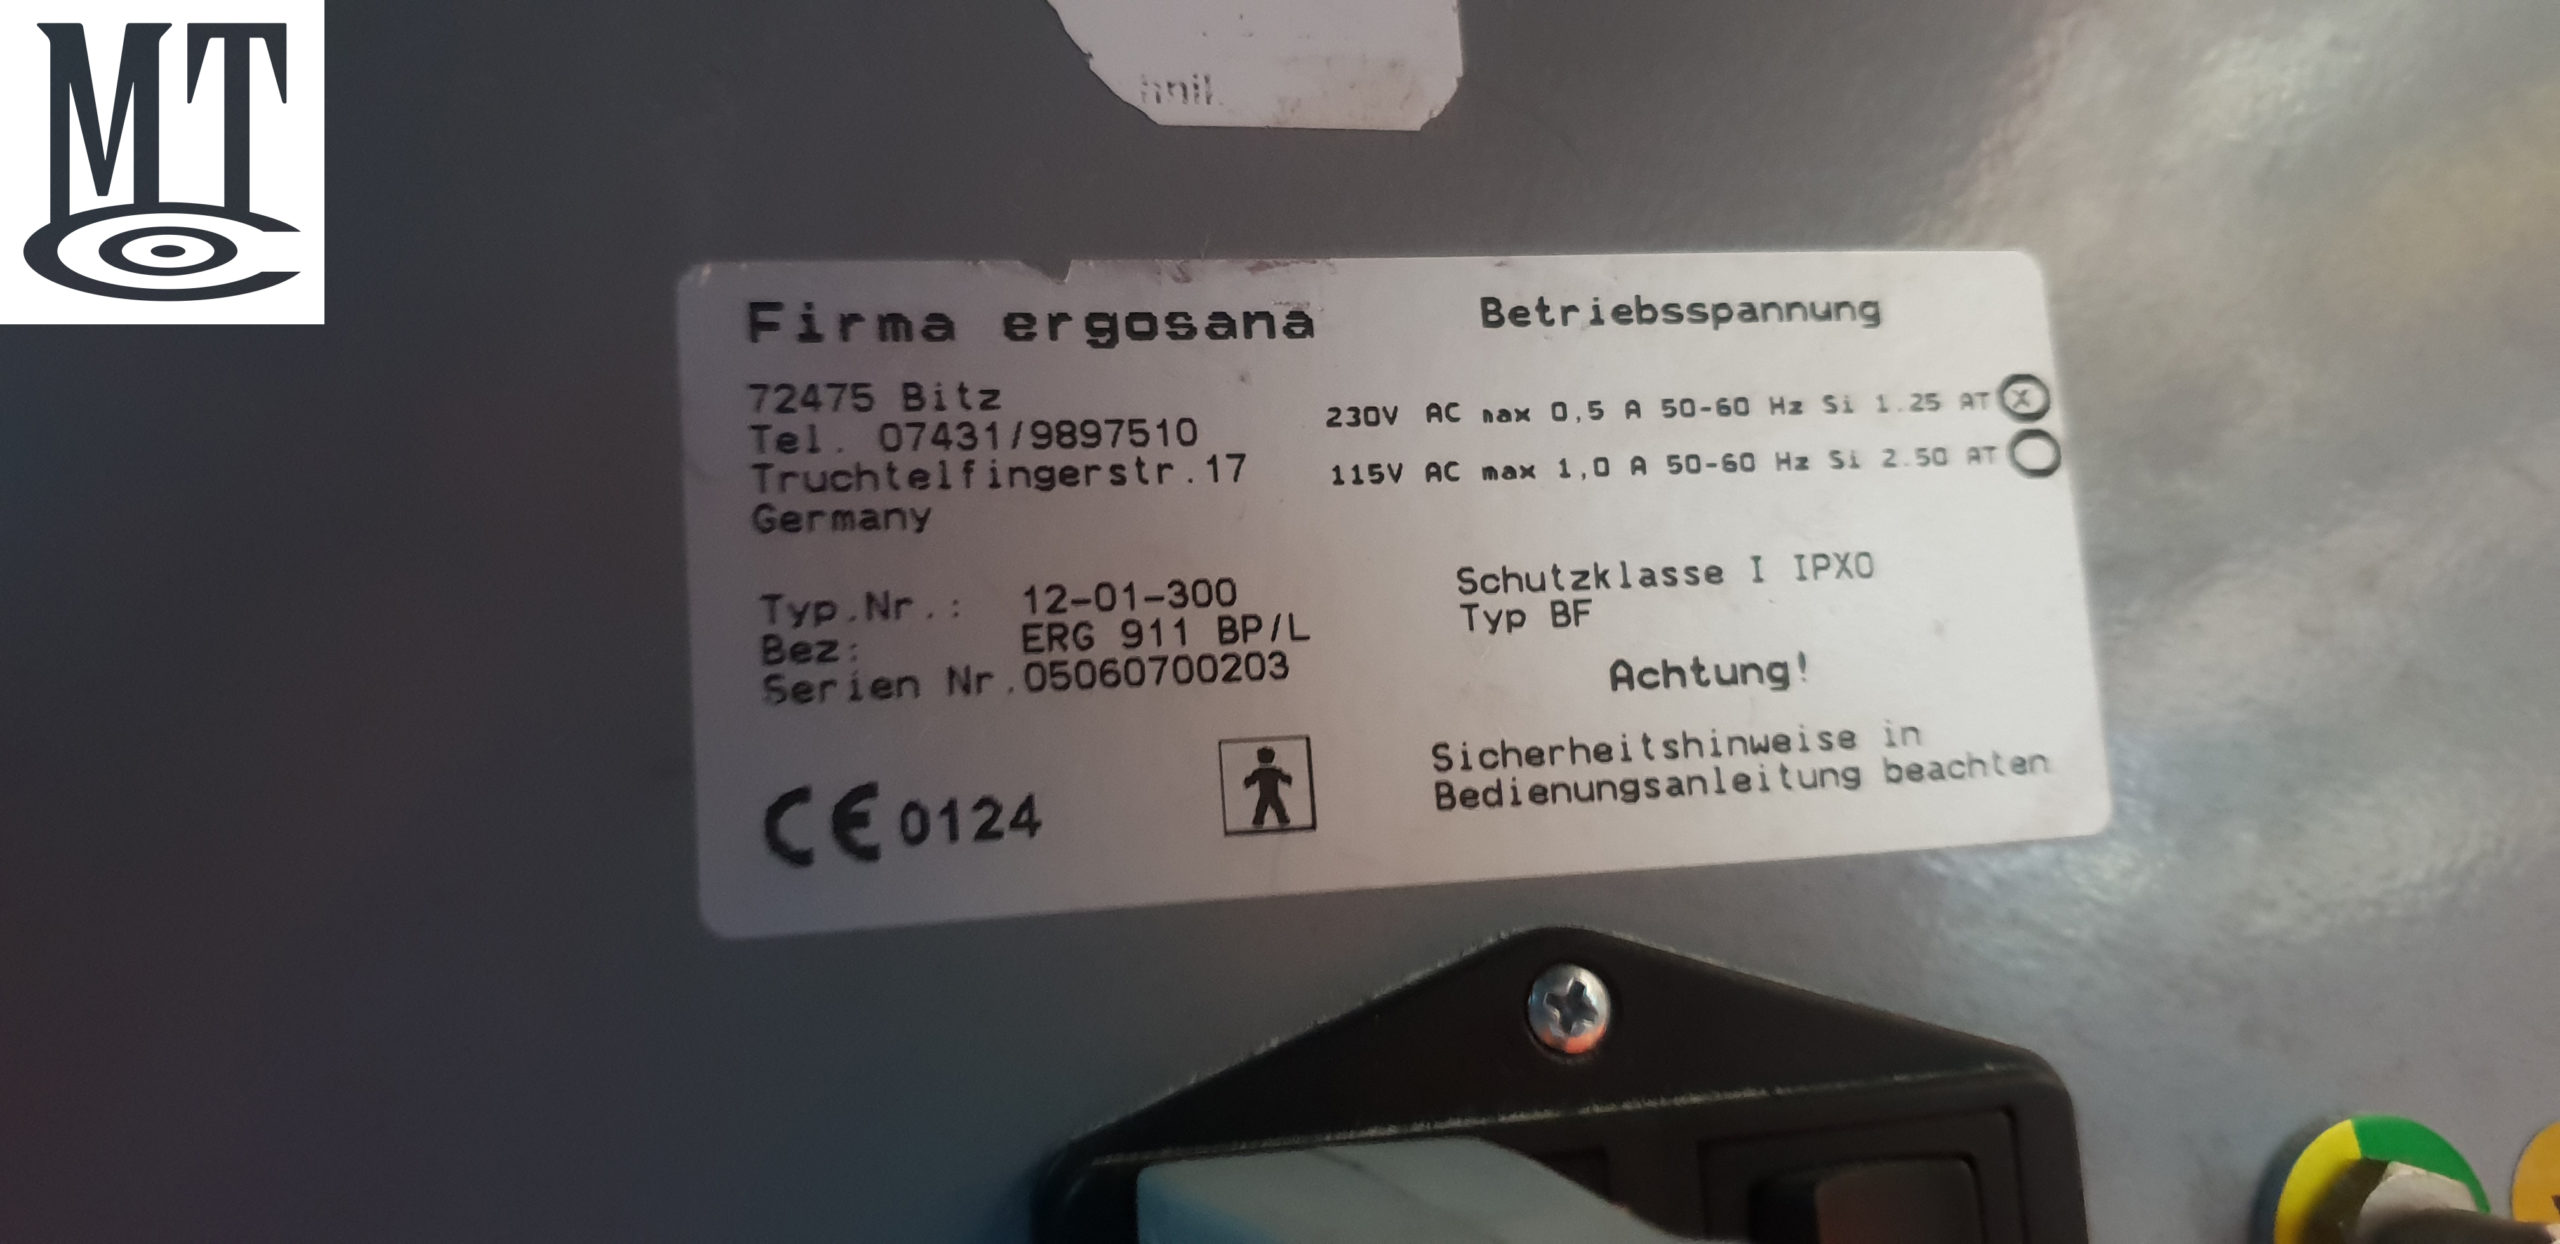 MTC
Firma ergosana
72475 Bitz
Tel. 07431/9897510
Truchtelfingerstr.17
Germany
Typ.Nr.: 12-01-300
Bez: ERG 911 BP/L
Serien Nr.05060700203
CE 0124
Betriebsspannung
230V AC max 0,5 A 50-60 Hz Si 1.25 AT X
115V AC max 1,0 A 50-60 Hz Si 2.50 AT
Schutzklasse I IPX0
Typ BF
Achtung!
Sicherheitshinweise in
Bedienungsanleitung beachten